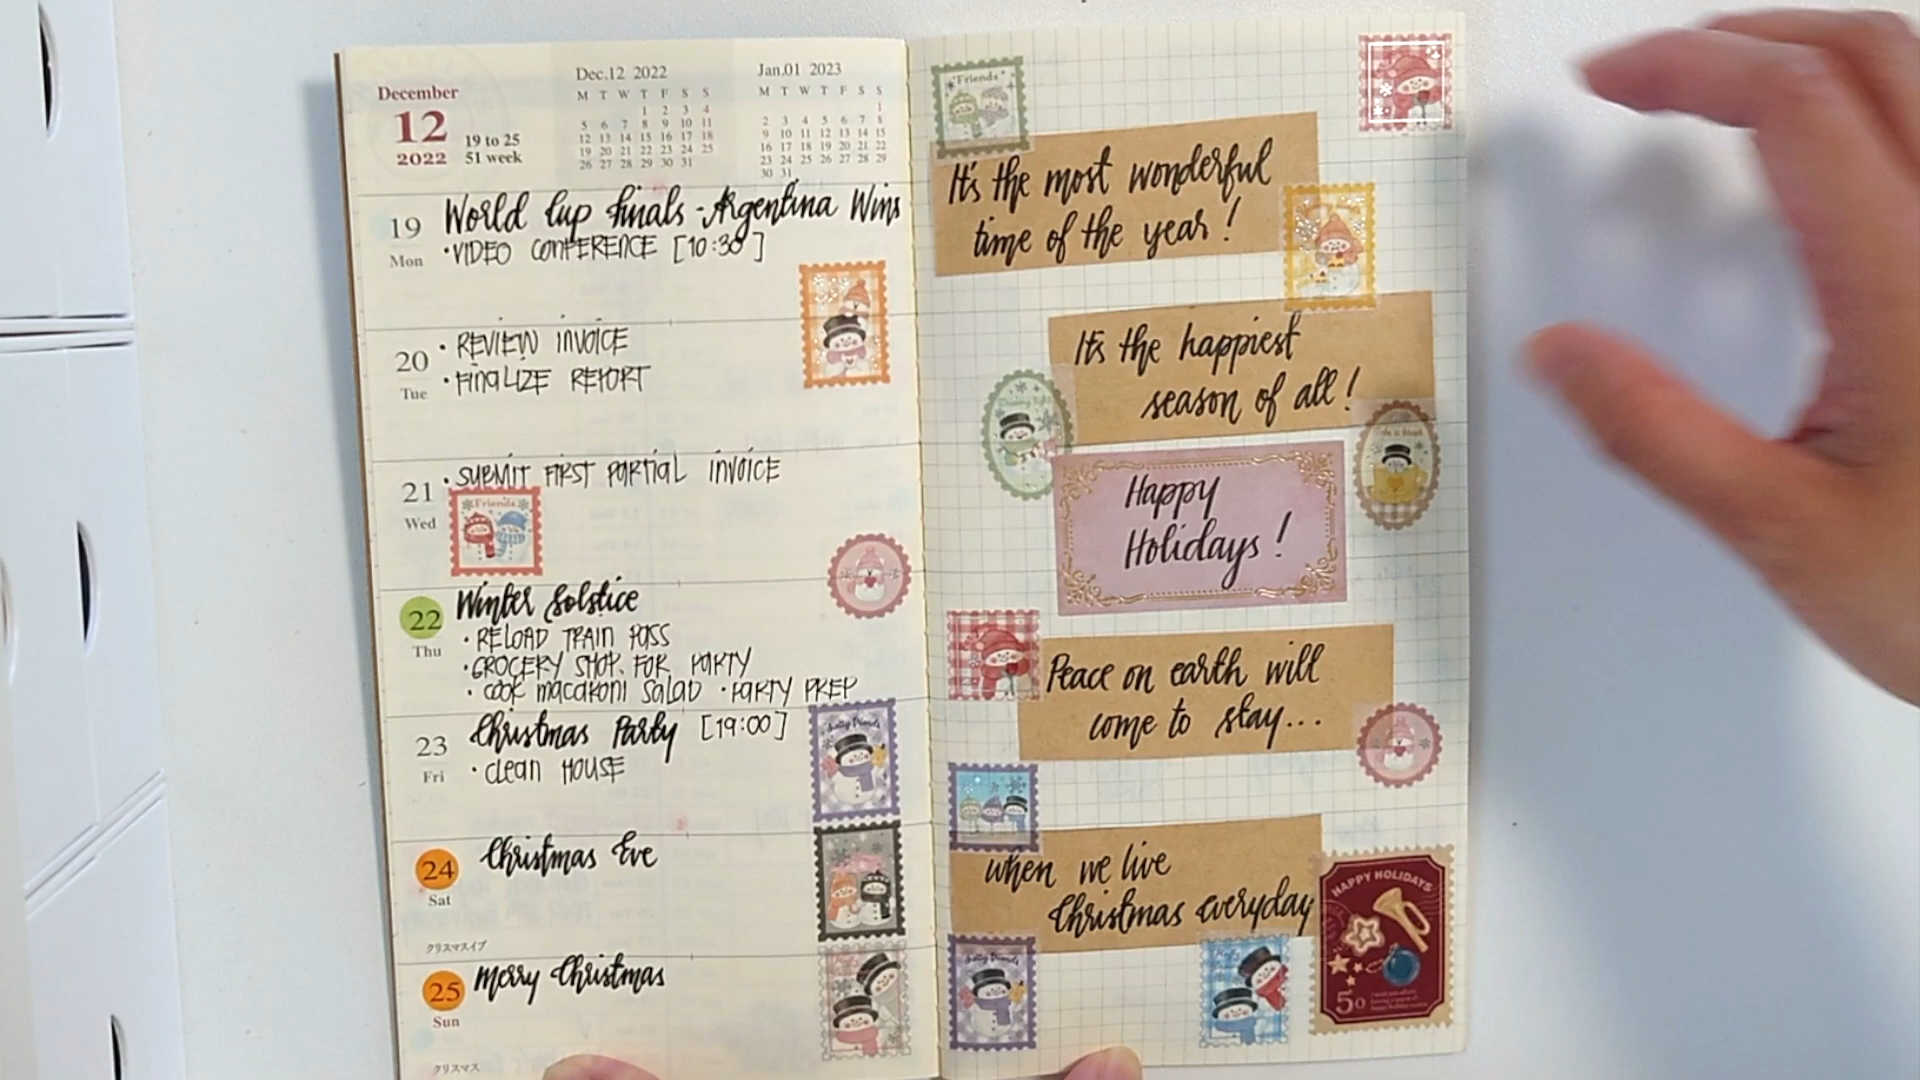 December
12
2022
19 to 25
51 week
Dec.12 2022
M T W T F S S
1 2 3 4
5 6 7 8 9 10 11
12 13 14 15 16 17 18
19 20 21 22 23 24 25
26 27 28 29 30 31
Jan.01 2023
M T W T F S S
1
2 3 4 5 6 7 8
9 10 11 12 13 14 15
16 17 18 19 20 21 22
23 24 25 26 27 28 29
30 31
19
Mon
World Cup finals - Argentina Wins
• VIDEO CONFERENCE [10:30]
20
Tue
• REVIEW INVOICE
• FINALIZE REPORT
21
Wed
• SUBMIT FIRST PARTIAL INVOICE
Friends
22
Thu
Winter Solstice
• RELOAD TRAIN PASS
• GROCERY SHOP. FOR PARTY
• COOK MACARONI SALAD • PARTY PREP
23
Fri
Christmas Party [19:00]
• CLEAN HOUSE
24
Sat
Christmas Eve
クリスマスイブ
25
Sun
Merry Christmas
クリスマス
Friends
It's the most wonderful
time of the year!
It's the happiest
season of all!
Happy
Holidays!
Peace on earth will
come to stay...
when we live
Christmas everyday
HAPPY HOLIDAYS
50